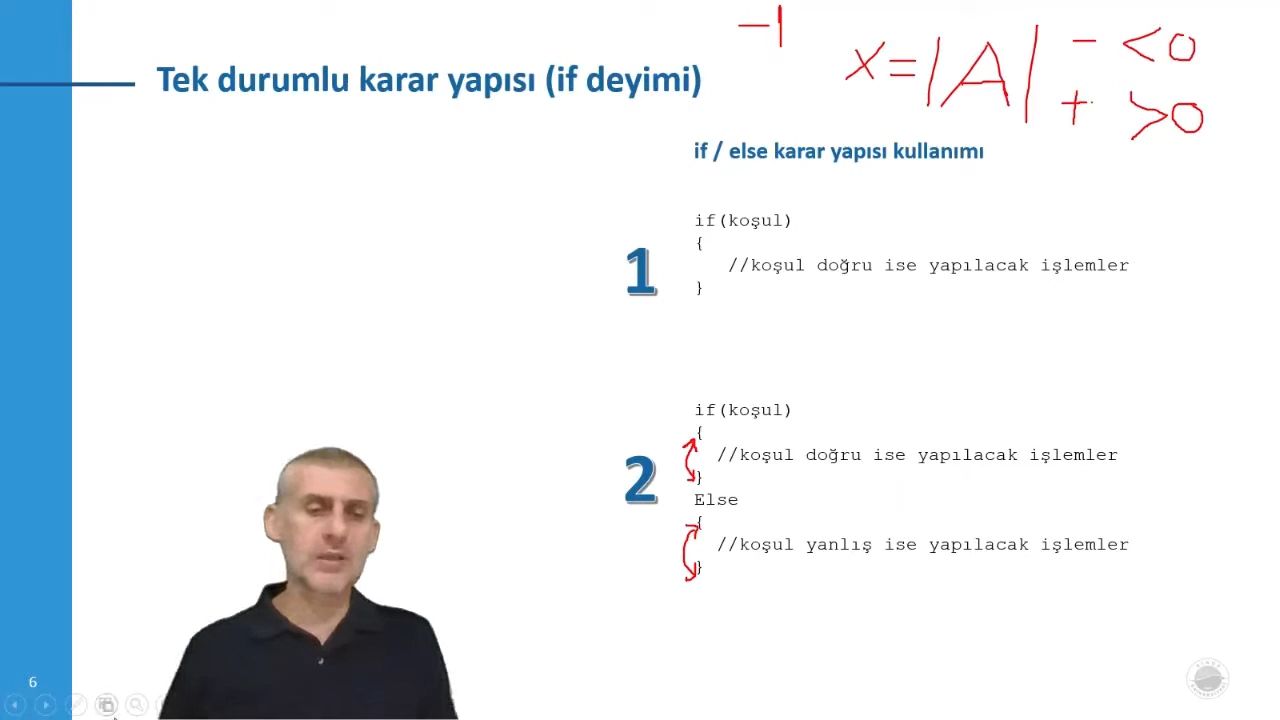 -1
x=|A| - <0
+ >0
Tek durumlu karar yapısı (if deyimi)
if / else karar yapısı kullanımı
1
if(koşul)
{
//koşul doğru ise yapılacak işlemler
}
2
if(koşul)
{
//koşul doğru ise yapılacak işlemler
}
Else
{
//koşul yanlış ise yapılacak işlemler
}
6